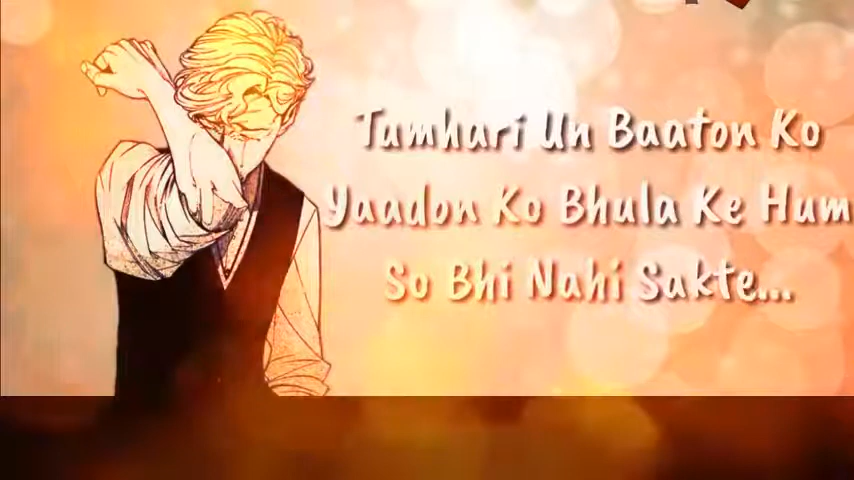 Tumhari Un Baaton Ko
Yaadon Ko Bhula Ke Hum
So Bhi Nahi Sakte...